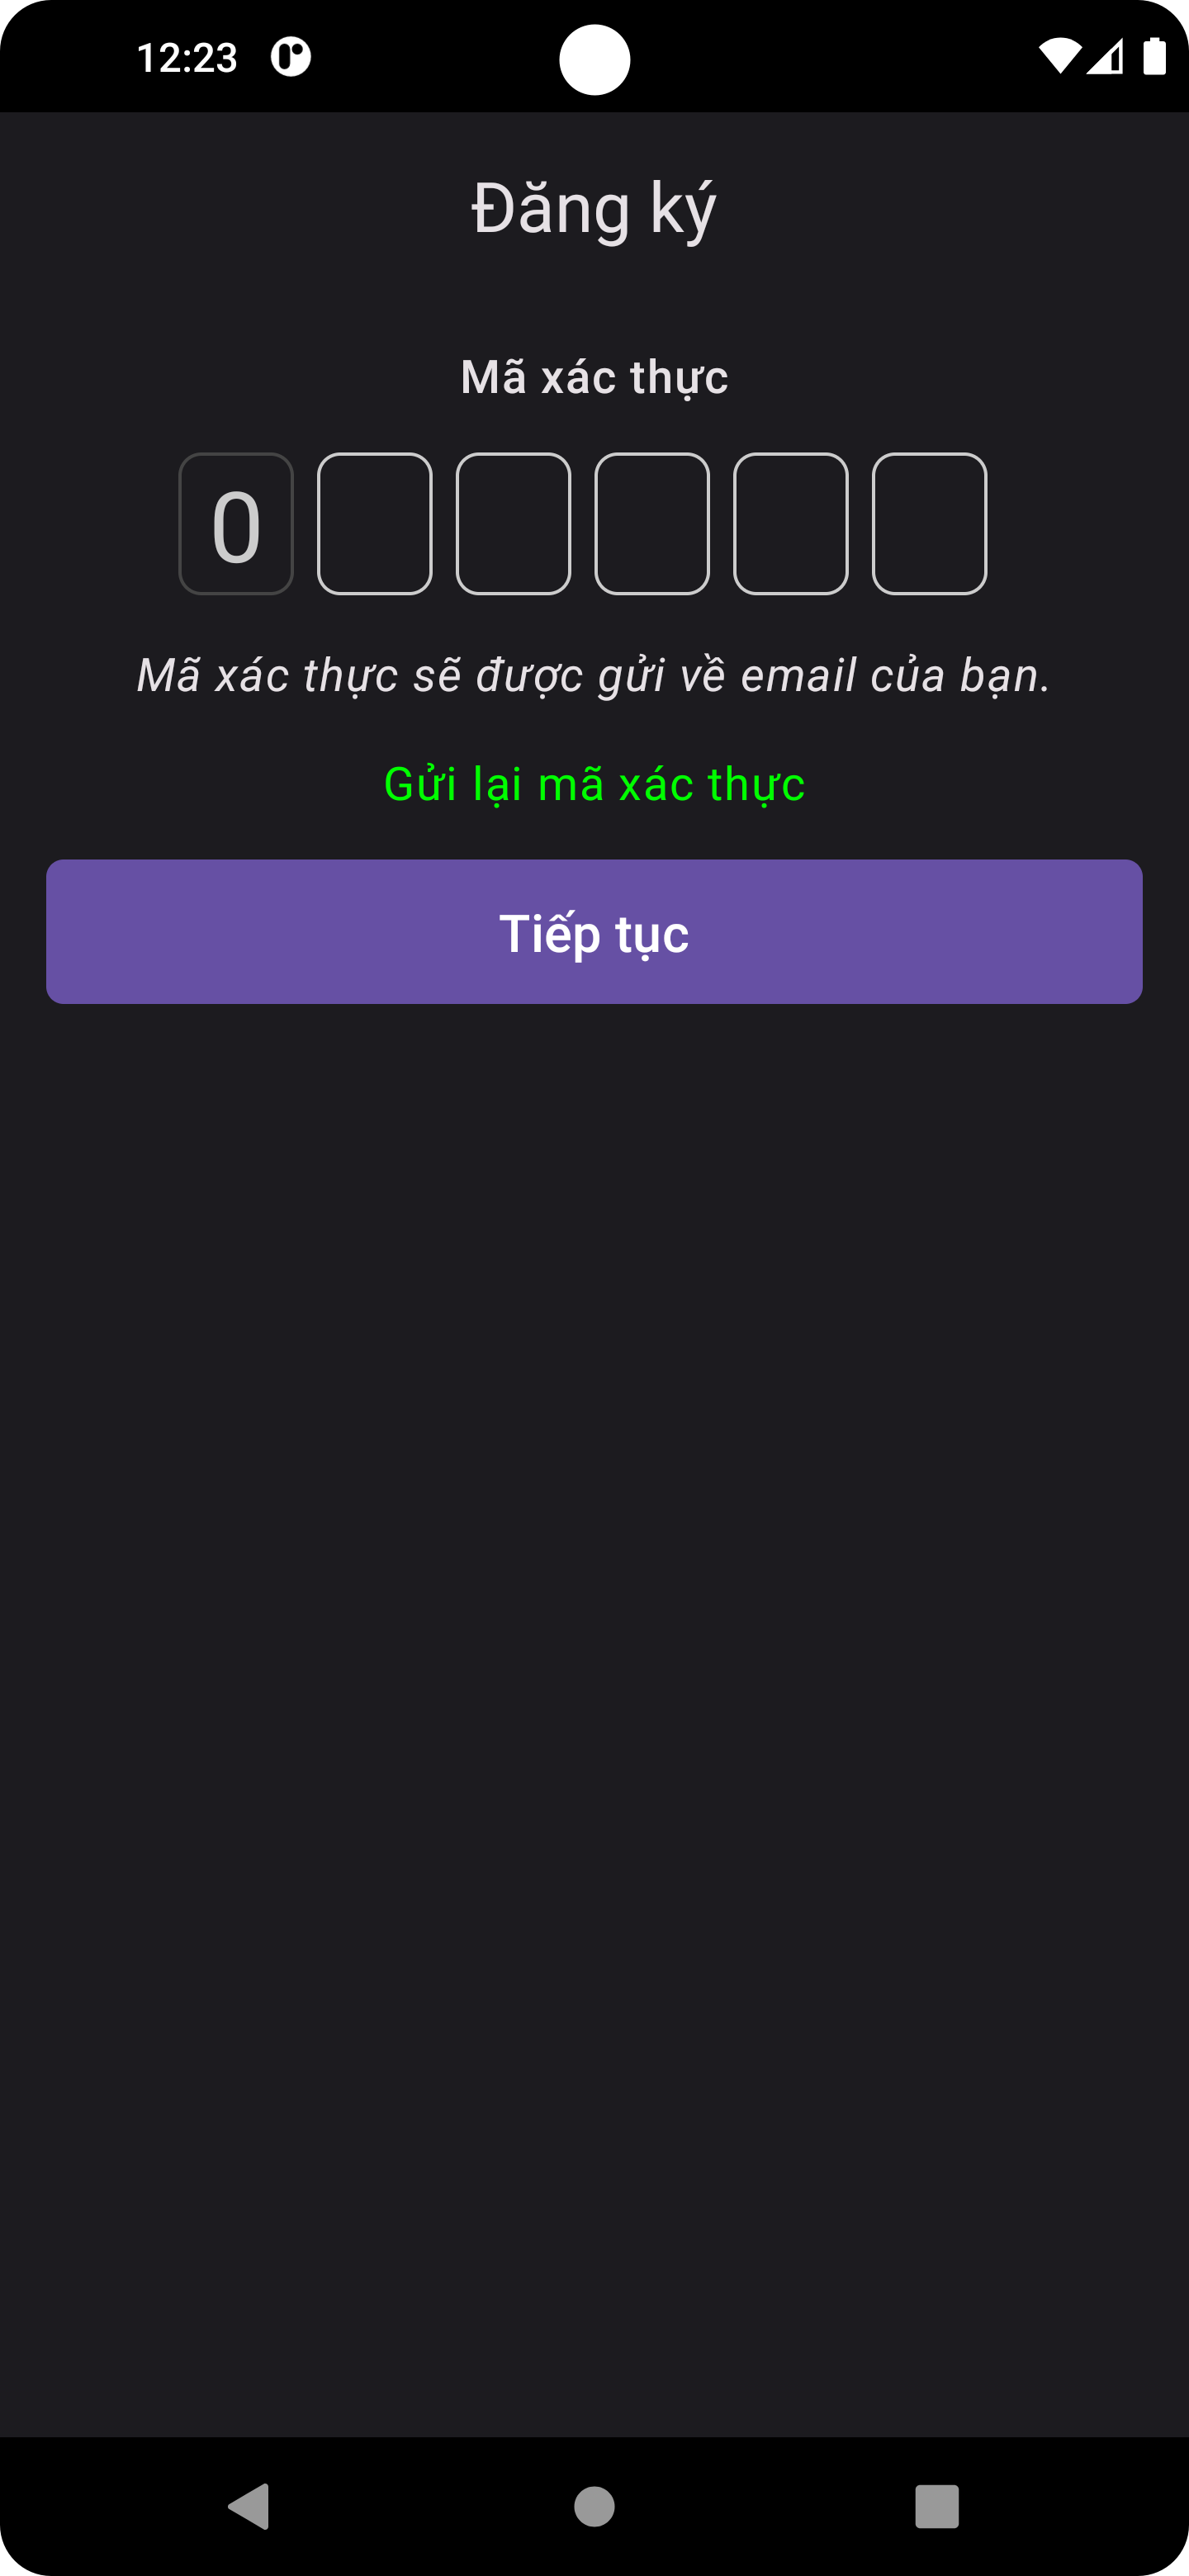 12:23
Đăng ký
Mã xác thực
0
Mã xác thực sẽ được gửi về email của bạn.
Gửi lại mã xác thực
Tiếp tục